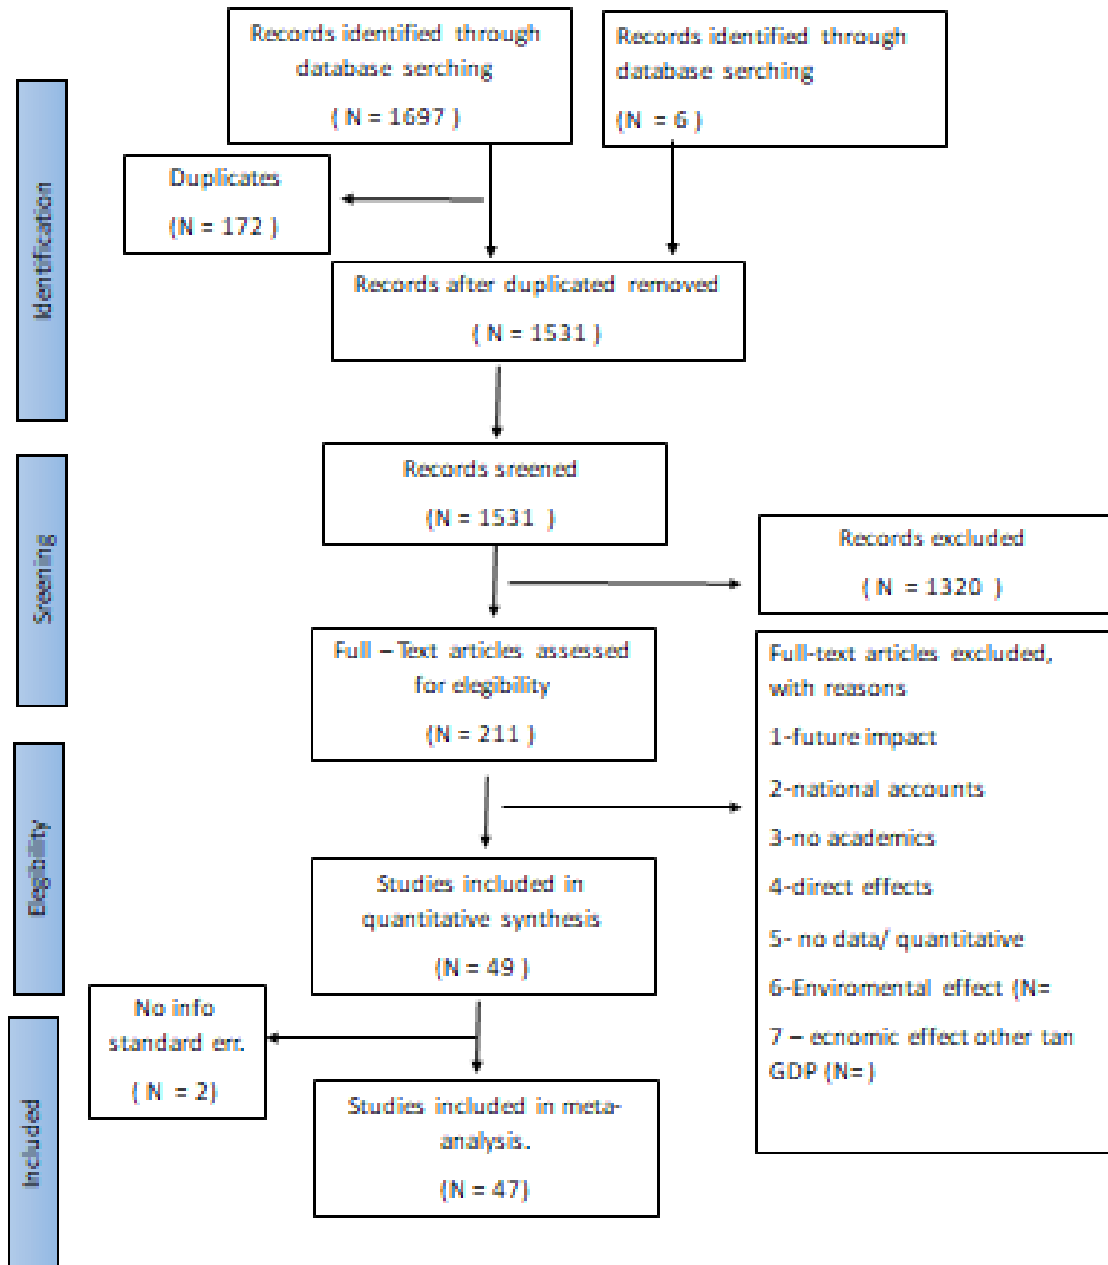 Records identified through
database serching
( N = 1697 )
Records identified through
database serching
(N = 6 )
Duplicates
(N = 172 )
Identification
Records after duplicated removed
( N = 1531 )
Records sreened
(N = 1531 )
Sreening
Records excluded
( N = 1320 )
Full – Text articles assessed
for elegibility
(N = 211 )
Full-text articles excluded,
with reasons
1-future impact
2-national accounts
3-no academics
4-direct effects
5- no data/ quantitative
6-Enviromental effect (N=
7 – ecnomic effect other tan
GDP (N= )
Elegibility
Studies included in
quantitative synthesis
(N = 49 )
No info
standard err.
( N = 2)
Included
Studies included in meta-
analysis.
(N = 47)